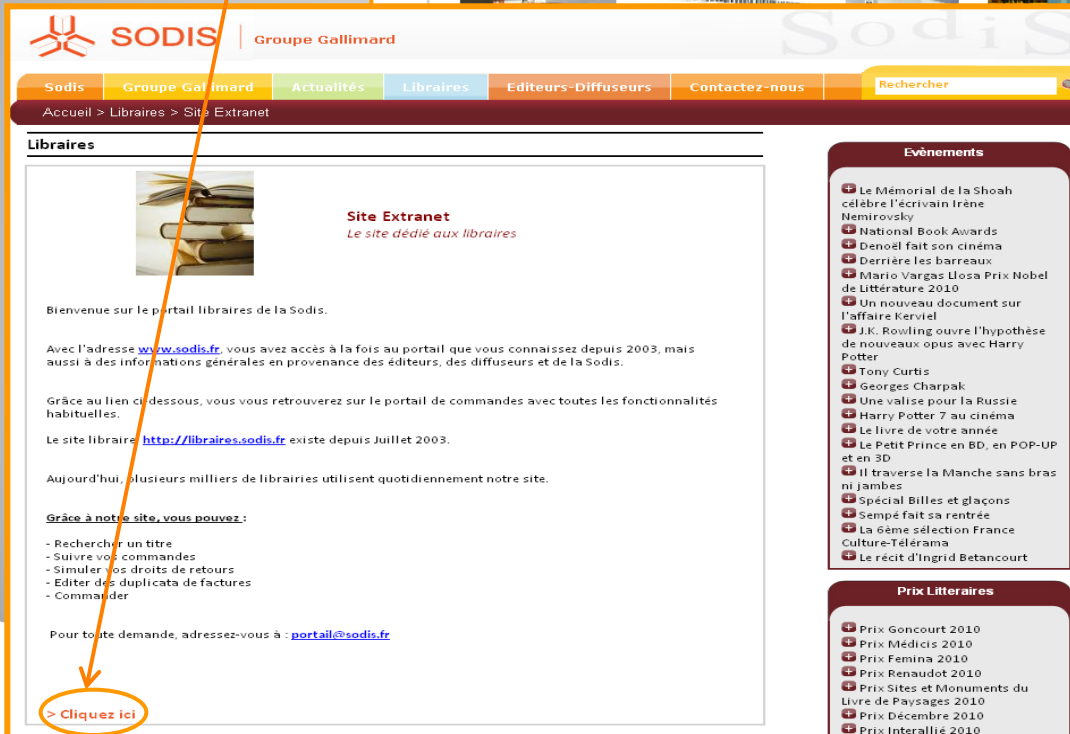 SODIS
Groupe Gallimard
SodiS
Sodis
Groupe Gallimard
Actualités
Libraires
Editeurs-Diffuseurs
Contactez-nous
Rechercher
Accueil > Libraires > Site Extranet
Libraires
Site Extranet
Le site dédié aux libraires
Bienvenue sur le portail libraires de la Sodis.
Avec l'adresse www.sodis.fr, vous avez accès à la fois au portail que vous connaissez depuis 2003, mais
aussi à des informations générales en provenance des éditeurs, des diffuseurs et de la Sodis.
Grâce au lien ci-dessous, vous vous retrouverez sur le portail de commandes avec toutes les fonctionnalités
habituelles.
Le site libraire, http://libraires.sodis.fr existe depuis Juillet 2003.
Aujourd'hui, plusieurs milliers de librairies utilisent quotidiennement notre site.
Grâce à notre site, vous pouvez :
- Rechercher un titre
- Suivre vos commandes
- Simuler vos droits de retours
- Editer des duplicata de factures
- Commander
Pour toute demande, adressez-vous à : portail@sodis.fr
> Cliquez ici
Evènements
Le Mémorial de la Shoah
célèbre l'écrivain Irène
Nemirovsky
National Book Awards
Denoël fait son cinéma
Derrière les barreaux
Mario Vargas Llosa Prix Nobel
de Littérature 2010
Un nouveau document sur
l'affaire Kerviel
J.K. Rowling ouvre l'hypothèse
de nouveaux opus avec Harry
Potter
Tony Curtis
Georges Charpak
Une valise pour la Russie
Harry Potter 7 au cinéma
Le livre de votre année
Le Petit Prince en BD, en POP-UP
et en 3D
Il traverse la Manche sans bras
ni jambes
Spécial Billes et glaçons
Sempé fait sa rentrée
La 6ème sélection France
Culture-Télérama
Le récit d'Ingrid Betancourt
Prix Litteraires
Prix Goncourt 2010
Prix Médicis 2010
Prix Femina 2010
Prix Renaudot 2010
Prix Sites et Monuments du
Livre de Paysages 2010
Prix Décembre 2010
Prix Interallié 2010